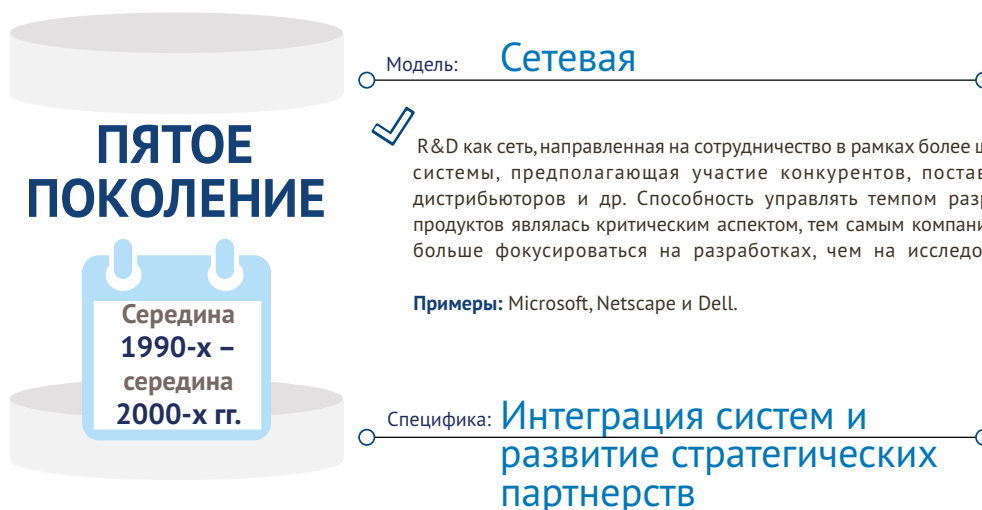 ПЯТОЕ
ПОКОЛЕНИЕ
Середина
1990-х –
середина
2000-х гг.
Модель: Сетевая
R&D как сеть, направленная на сотрудничество в рамках более
системы, предполагающая участие конкурентов,
дистрибьюторов и др. Способность управлять темпом
продуктов являлась критическим аспектом, тем самым
больше фокусироваться на разработках, чем на
Примеры: Microsoft, Netscape и Dell.
Специфика: Интеграция систем и
развитие стратегических
партнерств